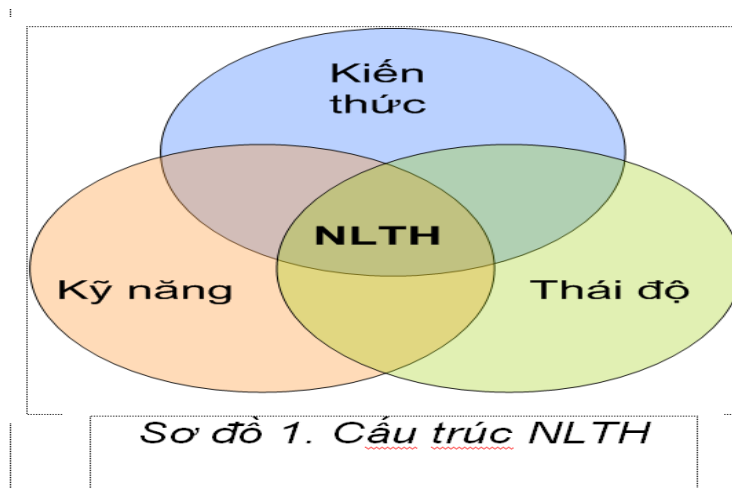 Kiến
thức
NLTH
Kỹ năng
Thái độ
Sơ đồ 1. Cấu trúc NLTH